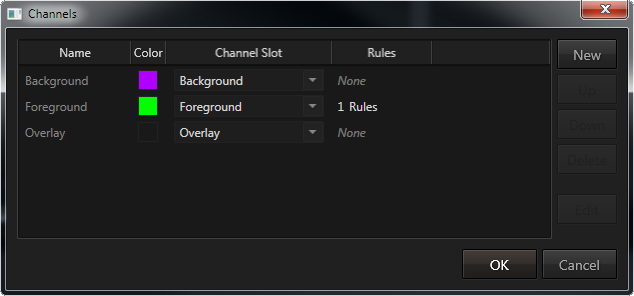 Channels
Name Color Channel Slot Rules
Background Background None
Foreground Foreground 1 Rules
Overlay Overlay None
New
Up
Down
Delete
Edit
OK Cancel